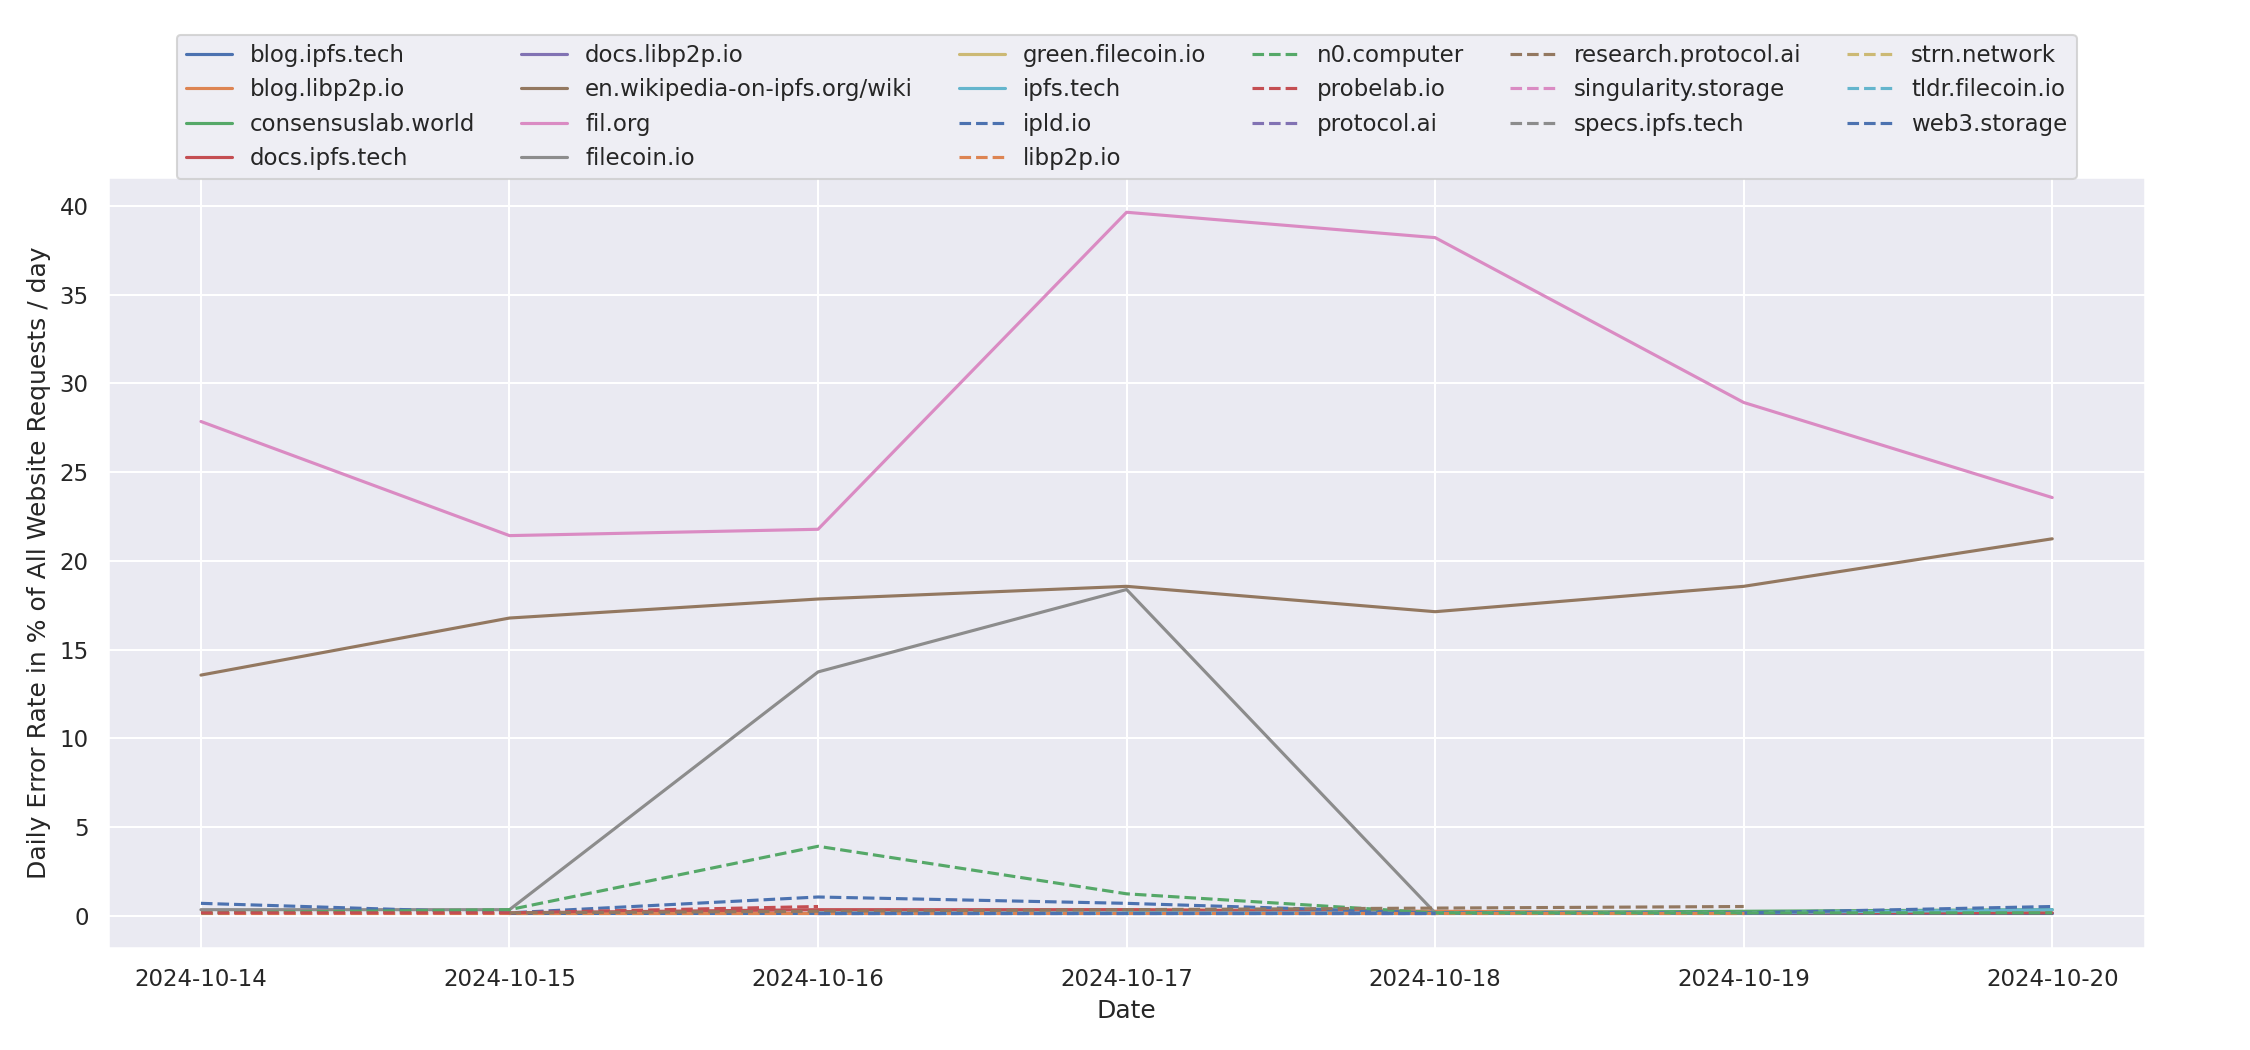 blog.ipfs.tech
blog.libp2p.io
consensuslab.world
docs.ipfs.tech
docs.libp2p.io
en.wikipedia-on-ipfs.org/wiki
fil.org
filecoin.io
green.filecoin.io
ipfs.tech
ipld.io
libp2p.io
n0.computer
probelab.io
protocol.ai
research.protocol.ai
singularity.storage
specs.ipfs.tech
strn.network
tldr.filecoin.io
web3.storage
Daily Error Rate in % of All Website Requests / day
40
35
30
25
20
15
10
5
0
2024-10-14
2024-10-15
2024-10-16
2024-10-17
2024-10-18
2024-10-19
2024-10-20
Date